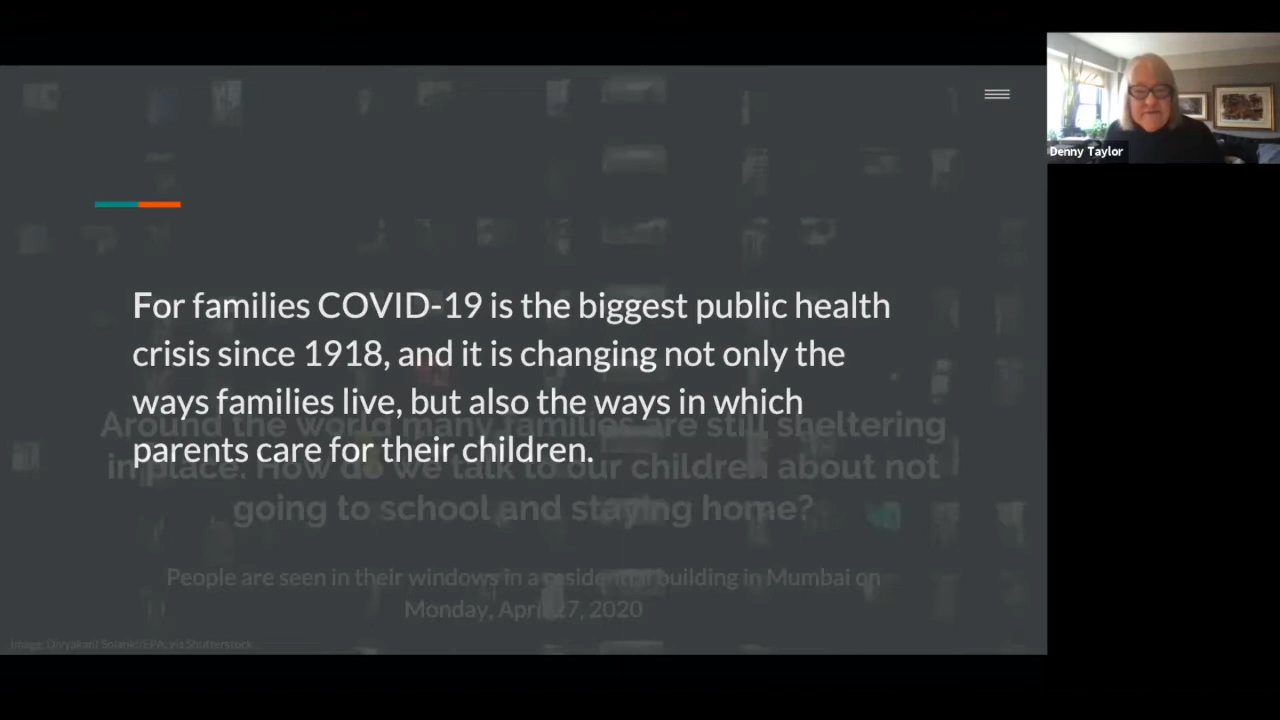 Denny Taylor
For families COVID-19 is the biggest public health
crisis since 1918, and it is changing not only the
ways families live, but also the ways in which
parents care for their children.
Around the world many families are still sheltering
in place. How do we talk to our children about not
going to school and staying home?
People are seen in their windows in a residential building in Mumbai on
Monday, April 27, 2020